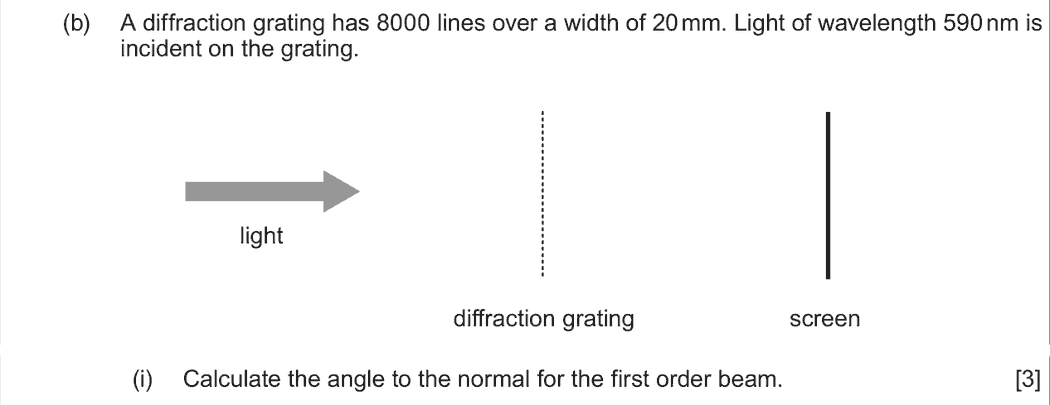 (b) A diffraction grating has 8000 lines over a width of 20 mm. Light of wavelength 590 nm is
incident on the grating.
light
diffraction grating
screen
(i) Calculate the angle to the normal for the first order beam. [3]